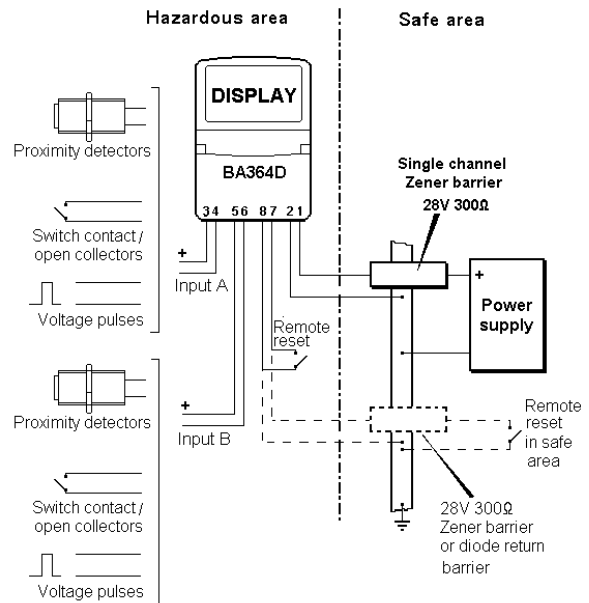 Hazardous area
Safe area
DISPLAY
BA364D
34 56 87 21
Proximity detectors
Switch contact /
open collectors
Voltage pulses
+
Input A
Remote
reset
Single channel
Zener barrier
28V 300Ω
+
Power
supply
Proximity detectors
+
Input B
Switch contact /
open collectors
Voltage pulses
Remote
reset
in safe
area
28V 300Ω
Zener barrier
or diode return
barrier